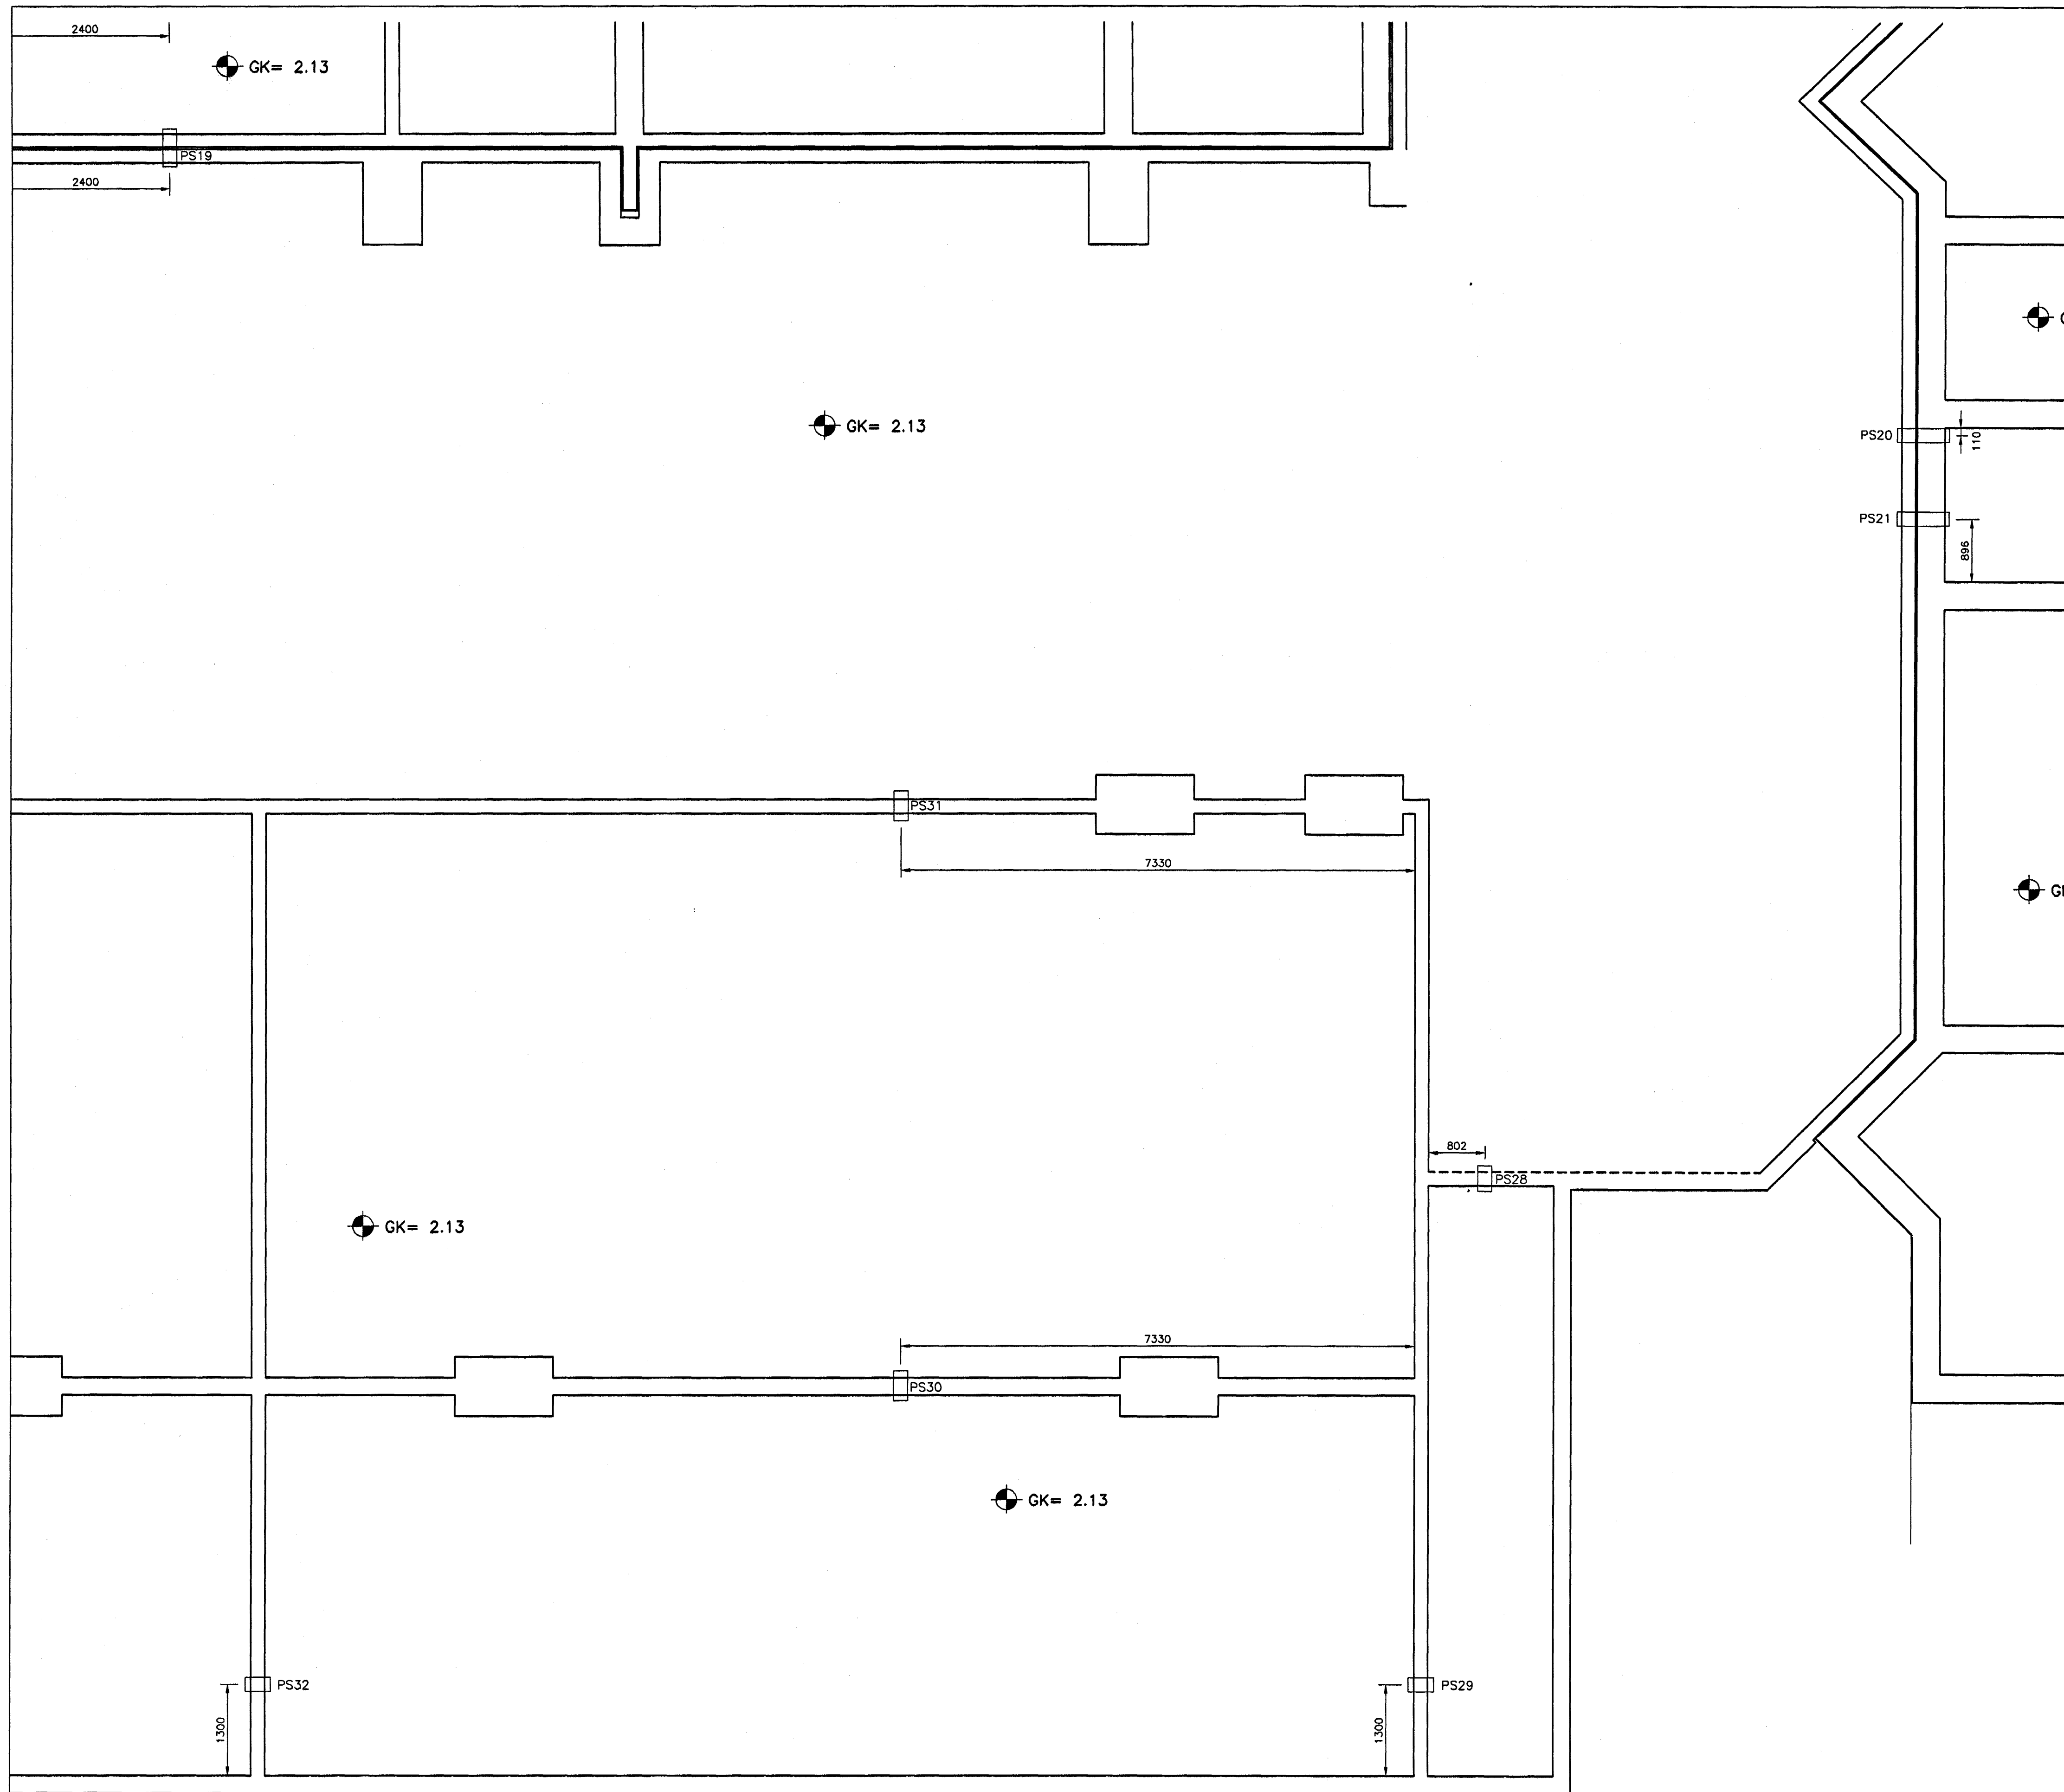 2400
GK= 2.13
PS19
2400
GK= 2.13
PS20
110
PS21
896
PS31
7330
802
PS28
GK= 2.13
7330
PS30
GK= 2.13
PS32
1300
PS29
1300